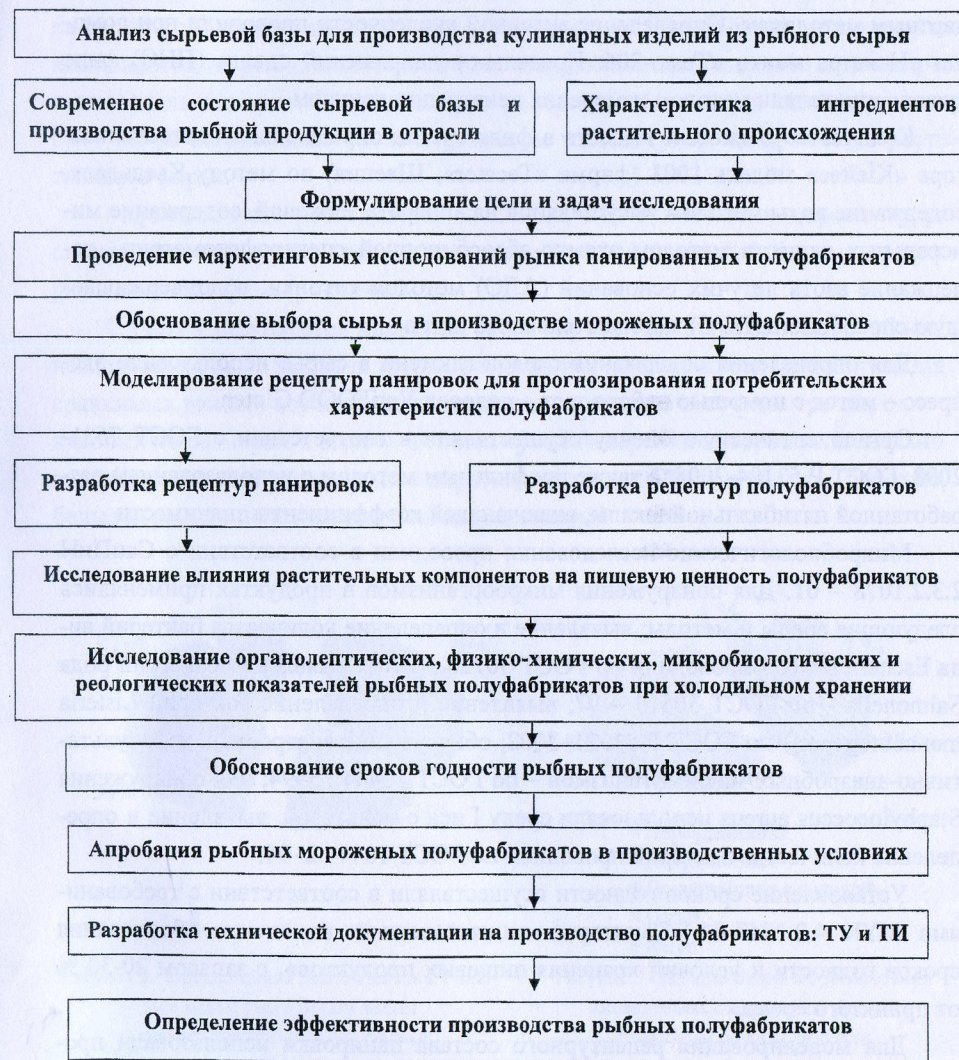 Анализ сырьевой базы для производства кулинарных изделий из рыбного сырья
Современное состояние сырьевой базы и
производства рыбной продукции в отрасли
Характеристика ингредиентов
растительного происхождения
Формулирование цели и задач исследования
Проведение маркетинговых исследований рынка панированных полуфабрикатов
Обоснование выбора сырья в производстве мороженых полуфабрикатов
Моделирование рецептур панировок для прогнозирования потребительских
характеристик полуфабрикатов
Разработка рецептур панировок
Разработка рецептур полуфабрикатов
Исследование влияния растительных компонентов на пищевую ценность полуфабрикатов
Исследование органолептических, физико-химических, микробиологических и
реологических показателей рыбных полуфабрикатов при холодильном хранении
Обоснование сроков годности рыбных полуфабрикатов
Апробация рыбных мороженых полуфабрикатов в производственных условиях
Разработка технической документации на производство полуфабрикатов: ТУ и ТИ
Определение эффективности производства рыбных полуфабрикатов